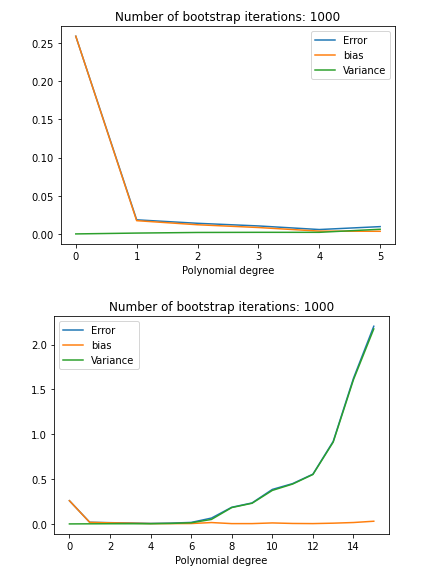 Number of bootstrap iterations: 1000
0.25
0.20
0.15
0.10
0.05
0.00
Error
bias
Variance
0 1 2 3 4 5
Polynomial degree
Number of bootstrap iterations: 1000
2.0
1.5
1.0
0.5
0.0
Error
bias
Variance
0 2 4 6 8 10 12 14
Polynomial degree